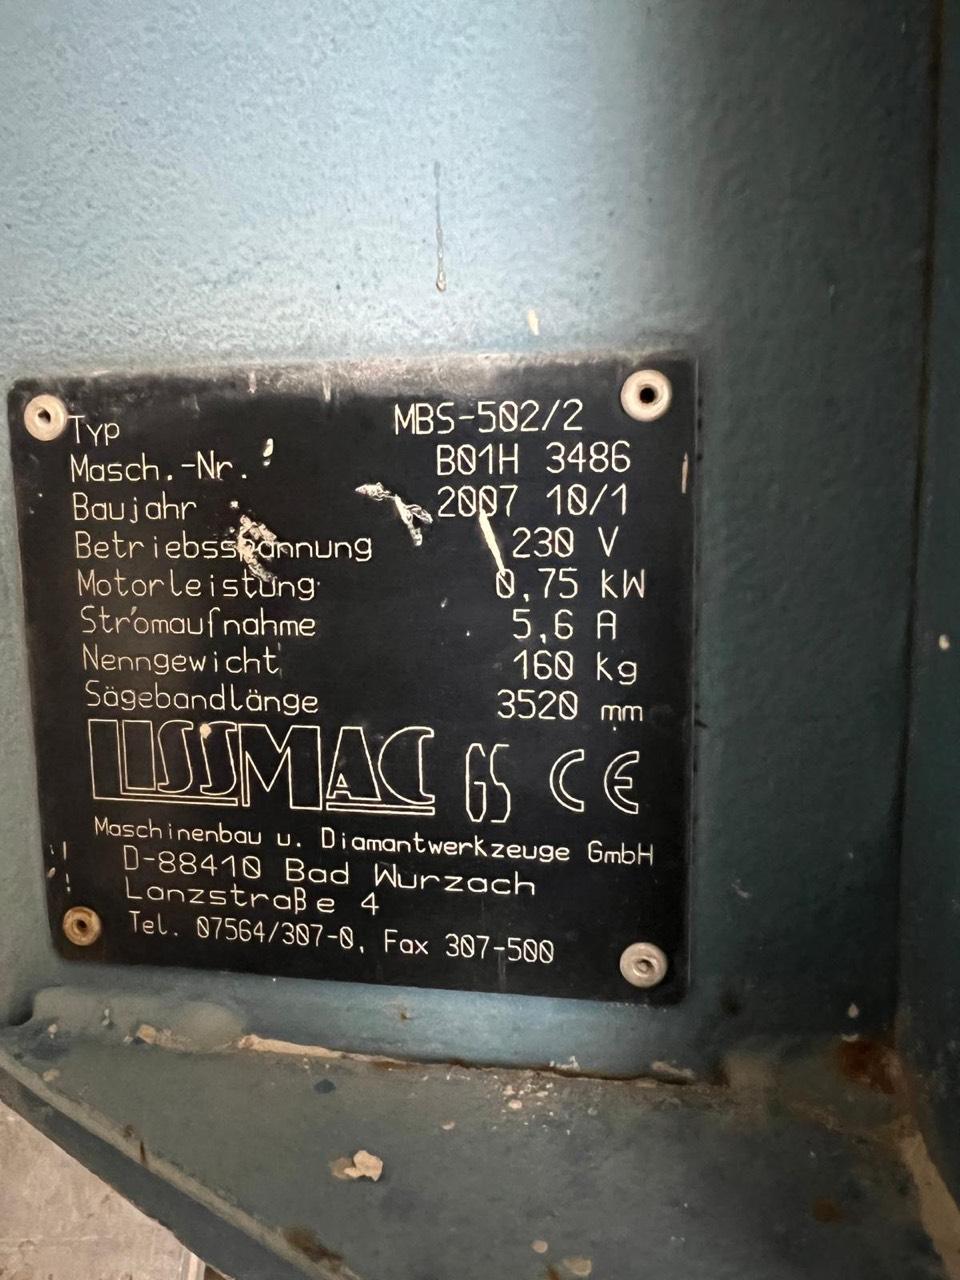 Typ MBS-502/2
Masch.-Nr. B01H 3486
Baujahr 2007 10/1
Betriebsspannung 230 V
Motorleistung 0,75 kW
Stromaufnahme 5,6 A
Nenngewicht 160 kg
Sägebandlänge 3520 mm
LISSMAC GS CE
Maschinenbau u. Diamantwerkzeuge GmbH
D-88410 Bad Wurzach
Lanzstraße 4
Tel. 07564/307-0, Fax 307-500